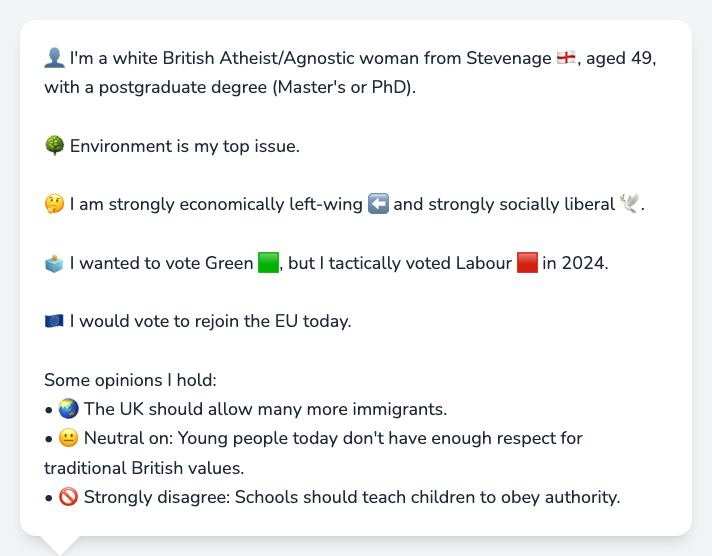 👤 I'm a white British Atheist/Agnostic woman from Stevenage 🏴󠁧󠁢󠁥󠁮󠁧󠁿, aged 49,
with a postgraduate degree (Master's or PhD).
🌳 Environment is my top issue.
🤔 I am strongly economically left-wing ⬅️ and strongly socially liberal 🕊️.
🗳️ I wanted to vote Green 🟩, but I tactically voted Labour 🟥 in 2024.
🇪🇺 I would vote to rejoin the EU today.
Some opinions I hold:
• 🌏 The UK should allow many more immigrants.
• 😐 Neutral on: Young people today don't have enough respect for
traditional British values.
• 🚫 Strongly disagree: Schools should teach children to obey authority.